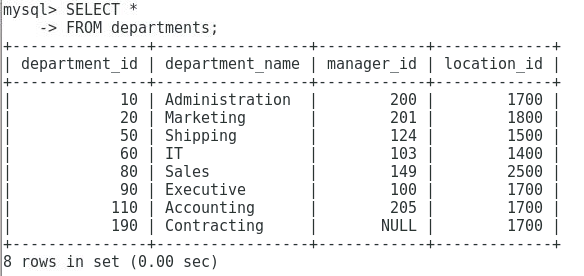 mysql> SELECT *
    -> FROM departments;
+---------------+-----------------+------------+-------------+
| department_id | department_name | manager_id | location_id |
+---------------+-----------------+------------+-------------+
|            10 | Administration  |        200 |        1700 |
|            20 | Marketing       |        201 |        1800 |
|            50 | Shipping        |        124 |        1500 |
|            60 | IT              |        103 |        1400 |
|            80 | Sales           |        149 |        2500 |
|            90 | Executive       |        100 |        1700 |
|           110 | Accounting      |        205 |        1700 |
|           190 | Contracting     |       NULL |        1700 |
+---------------+-----------------+------------+-------------+
8 rows in set (0.00 sec)